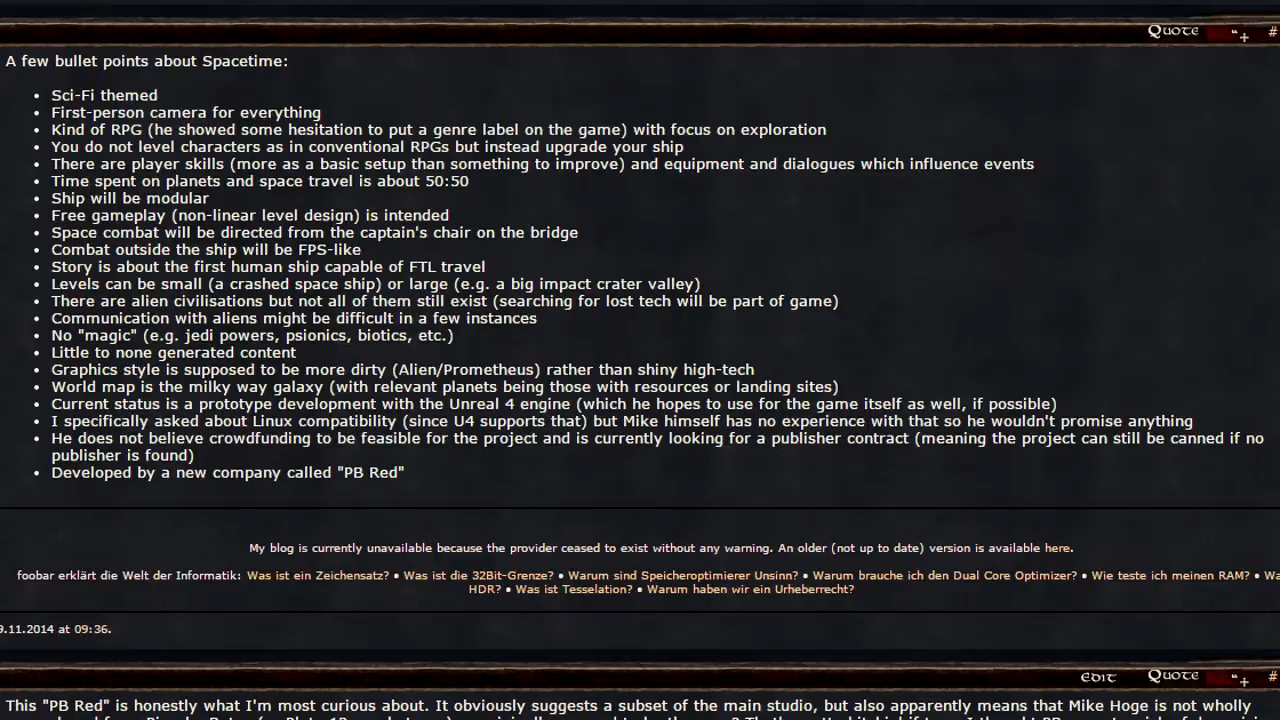 Quote “+ #
A few bullet points about Spacetime:
• Sci-Fi themed
• First-person camera for everything
• Kind of RPG (he showed some hesitation to put a genre label on the game) with focus on exploration
• You do not level characters as in conventional RPGs but instead upgrade your ship
• There are player skills (more as a basic setup than something to improve) and equipment and dialogues which influence events
• Time spent on planets and space travel is about 50:50
• Ship will be modular
• Free gameplay (non-linear level design) is intended
• Space combat will be directed from the captain's chair on the bridge
• Combat outside the ship will be FPS-like
• Story is about the first human ship capable of FTL travel
• Levels can be small (a crashed space ship) or large (e.g. a big impact crater valley)
• There are alien civilisations but not all of them still exist (searching for lost tech will be part of game)
• Communication with aliens might be difficult in a few instances
• No "magic" (e.g. jedi powers, psionics, biotics, etc.)
• Little to none generated content
• Graphics style is supposed to be more dirty (Alien/Prometheus) rather than shiny high-tech
• World map is the milky way galaxy (with relevant planets being those with resources or landing sites)
• Current status is a prototype development with the Unreal 4 engine (which he hopes to use for the game itself as well, if possible)
• I specifically asked about Linux compatibility (since U4 supports that) but Mike himself has no experience with that so he wouldn't promise anything
• He does not believe crowdfunding to be feasible for the project and is currently looking for a publisher contract (meaning the project can still be canned if no
publisher is found)
• Developed by a new company called "PB Red"
My blog is currently unavailable because the provider ceased to exist without any warning. An older (not up to date) version is available here.
foobar erklärt die Welt der Informatik: Was ist ein Zeichensatz? • Was ist die 32Bit-Grenze? • Warum sind Speicheroptimierer Unsinn? • Warum brauche ich den Dual Core Optimizer? • Wie teste ich meinen RAM? • Wa
HDR? • Was ist Tesselation? • Warum haben wir ein Urheberrecht?
9.11.2014 at 09:36.
Edit Quote “+ #
This "PB Red" is honestly what I'm most curious about. It obviously suggests a subset of the main studio, but also apparently means that Mike Hoge is not wholly